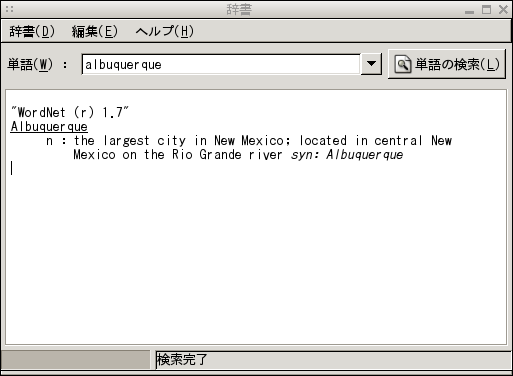 辞書
辞書(D) 編集(E) ヘルプ(H)
単語(W) : albuquerque 単語の検索(L)
"WordNet (r) 1.7"
Albuquerque
n : the largest city in New Mexico; located in central New
Mexico on the Rio Grande river syn: Albuquerque
検索完了